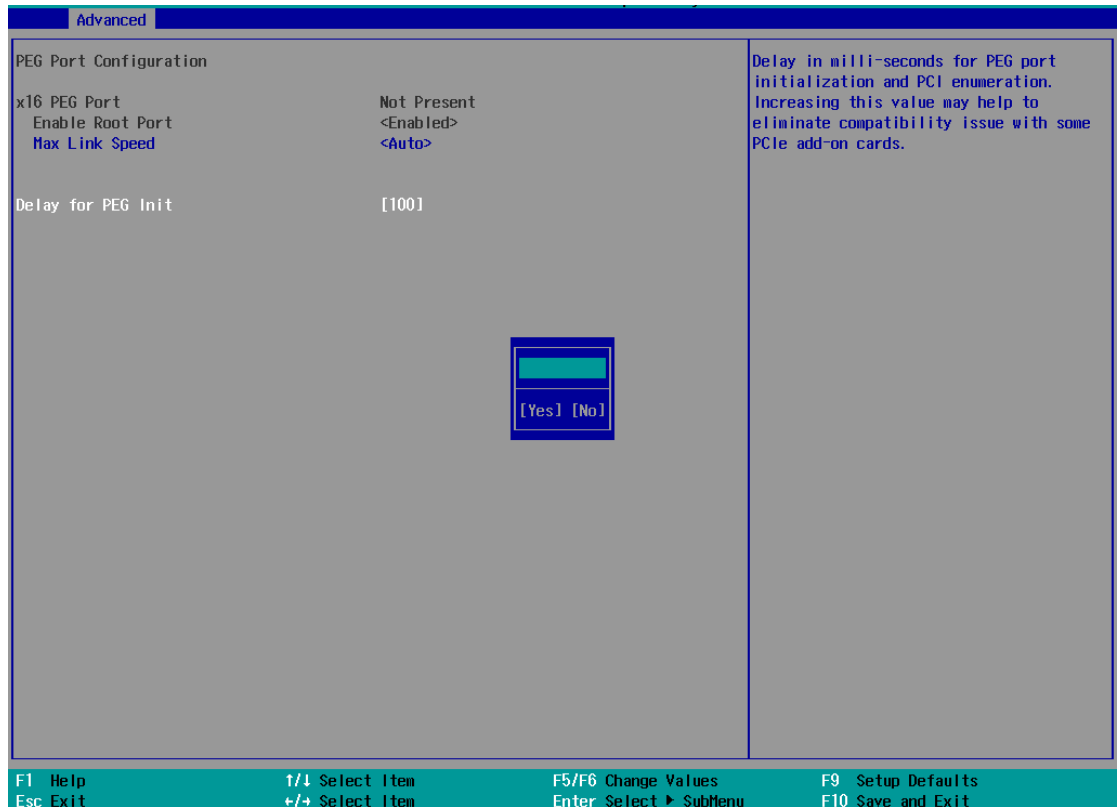 Advanced
PEG Port Configuration
x16 PEG Port Not Present
Enable Root Port <Enabled>
Max Link Speed <Auto>
Delay for PEG Init [100]
Delay in milli-seconds for PEG port
initialization and PCI enumeration.
Increasing this value may help to
eliminate compatibility issue with some
PCIe add-on cards.
[Yes] [No]
F1 Help ↑/↓ Select Item F5/F6 Change Values F9 Setup Defaults
Esc Exit ←/→ Select Item Enter Select ▶ SubMenu F10 Save and Exit